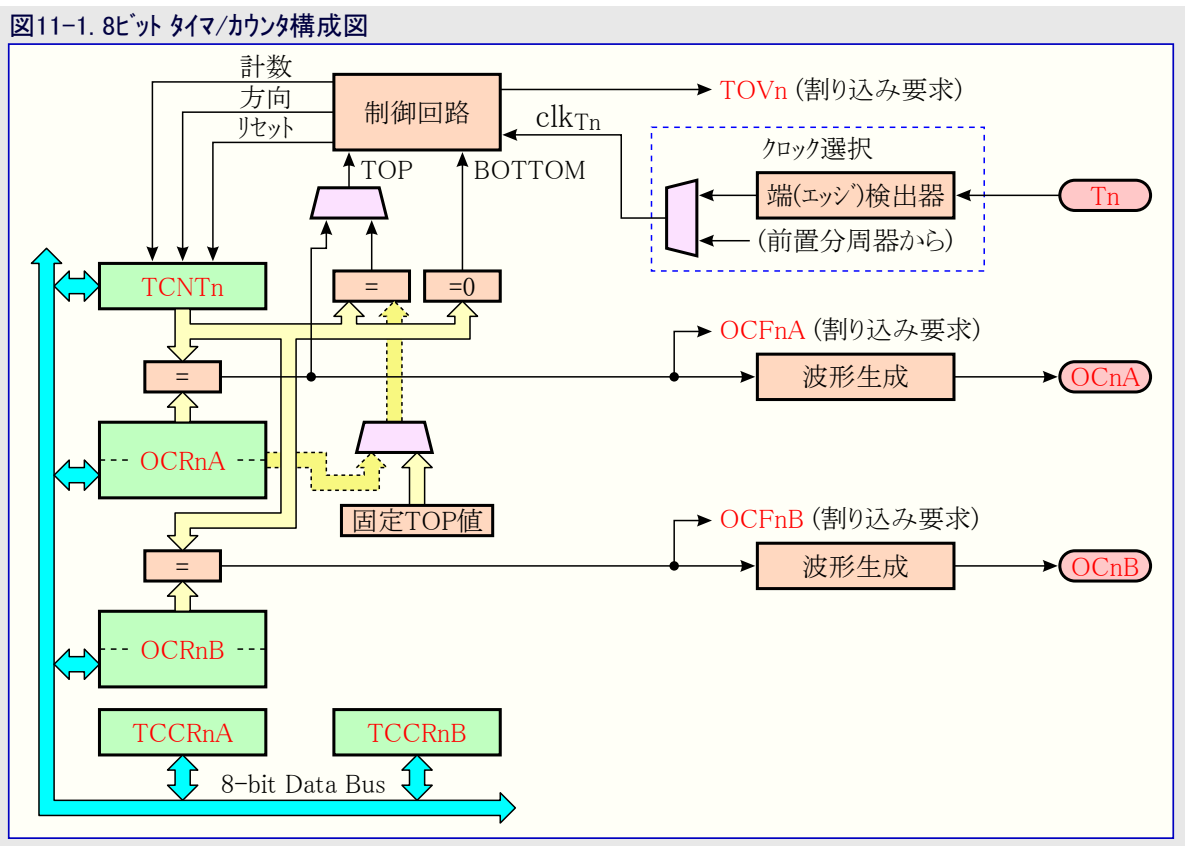 図11-1. 8ﾋﾞｯﾄ ﾀｲﾏ/ｶｳﾝﾀ構成図
計数
方向
ﾘｾｯﾄ
制御回路
TOVn (割り込み要求)
clkTn
TOP
BOTTOM
ｸﾛｯｸ選択
端(ｴｯｼﾞ)検出器
Tn
(前置分周器から)
TCNTn
=
=0
OCFnA (割り込み要求)
=
波形生成
OCnA
OCRnA
固定TOP値
OCFnB (割り込み要求)
=
波形生成
OCnB
OCRnB
TCCRnA
TCCRnB
8-bit Data Bus